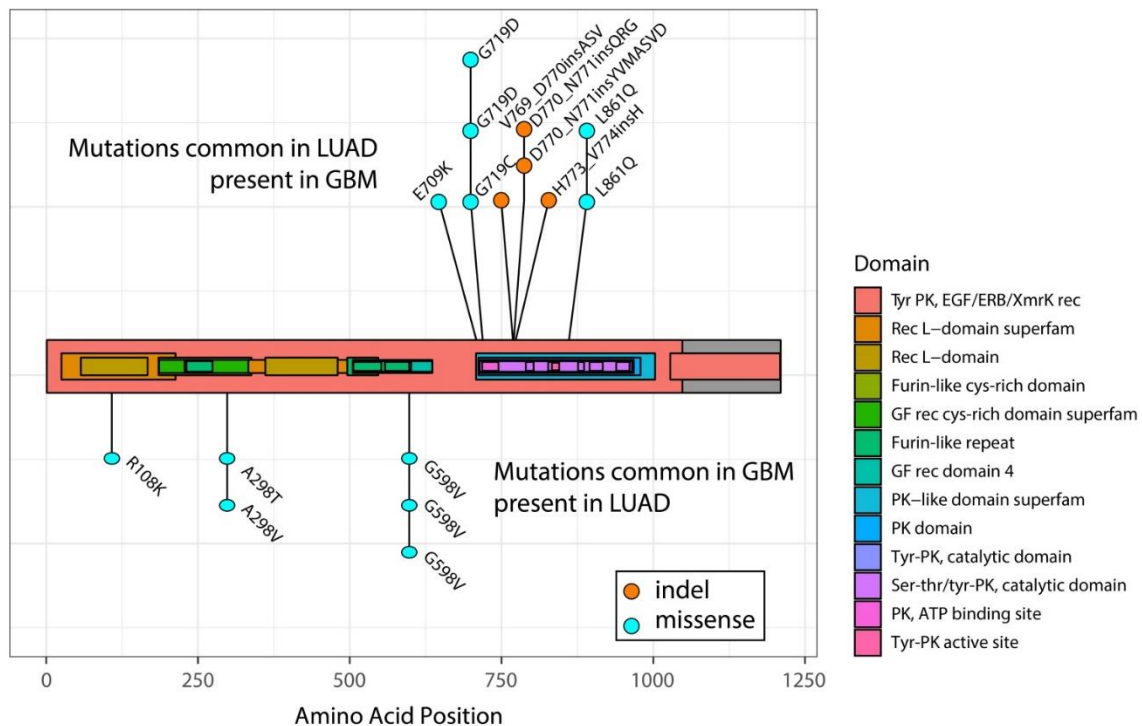 G719D
G719D
V769_D770insASV
D770_N771insQRG
D770_N771insYVMASVD
L861Q
Mutations common in LUAD
present in GBM
E709K
G719C
H773_V774insH
L861Q
R108K
A298T
A298V
G598V
G598V
G598V
Mutations common in GBM
present in LUAD
indel
missense
0
250
500
750
1000
1250
Amino Acid Position
Domain
Tyr PK, EGF/ERB/XmrK rec
Rec L−domain superfam
Rec L−domain
Furin-like cys-rich domain
GF rec cys-rich domain superfam
Furin-like repeat
GF rec domain 4
PK−like domain superfam
PK domain
Tyr-PK, catalytic domain
Ser-thr/tyr-PK, catalytic domain
PK, ATP binding site
Tyr-PK active site